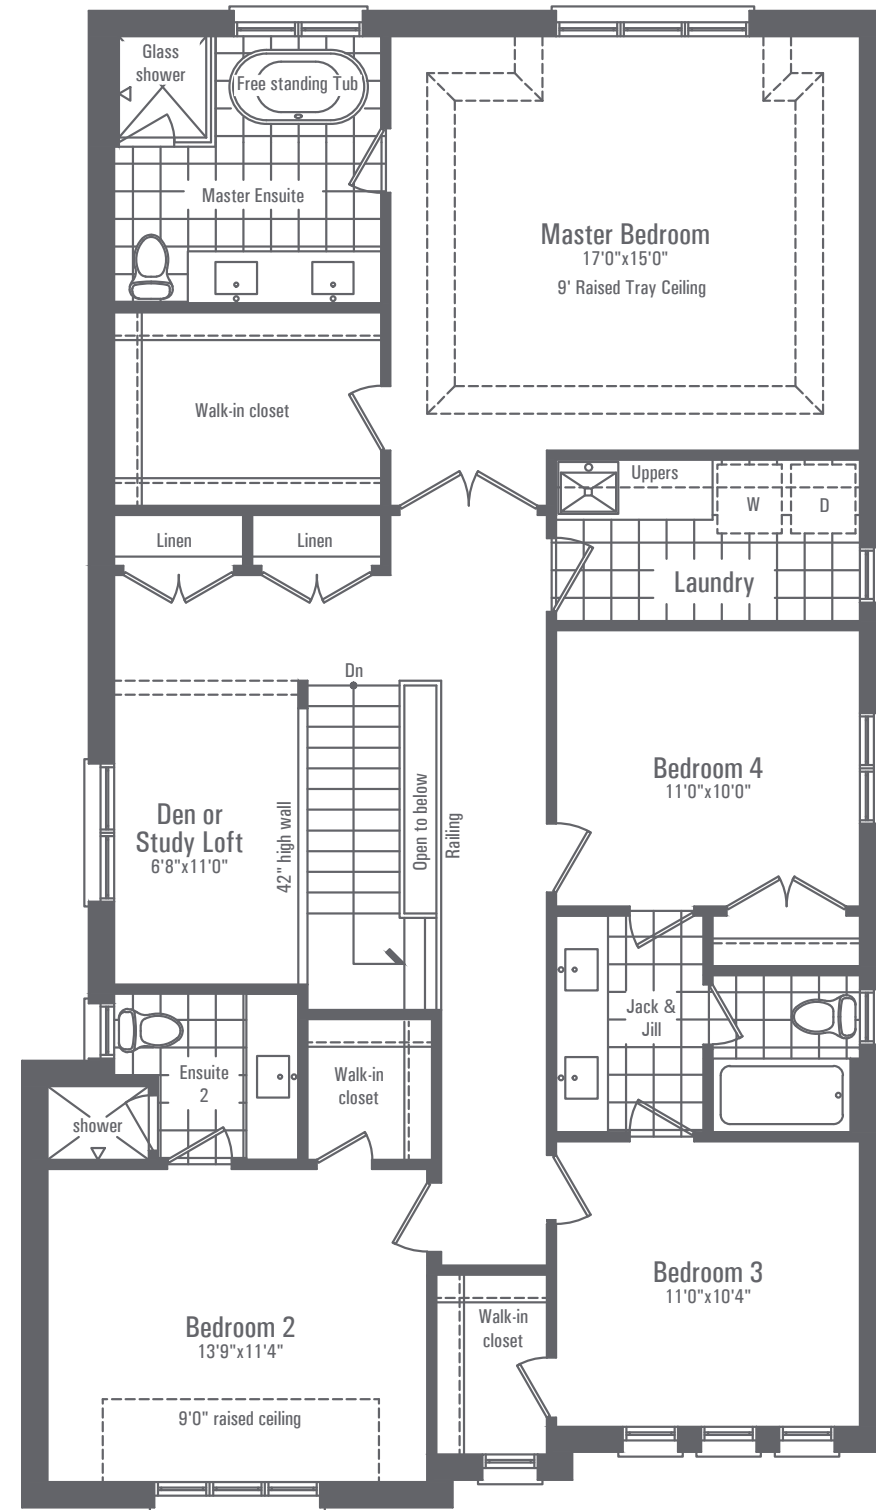 Glass
shower
Free standing Tub
Master Ensuite
Master Bedroom
17'0"x15'0"
9' Raised Tray Ceiling
Walk-in closet
Uppers
W
D
Linen
Linen
Laundry
Dn
Bedroom 4
11'0"x10'0"
Den or
Study Loft
6'8"x11'0"
42" high wall
Open to below
Railing
Jack &
Jill
Ensuite
2
Walk-in
closet
shower
Bedroom 3
11'0"x10'4"
Walk-in
closet
Bedroom 2
13'9"x11'4"
9'0" raised ceiling